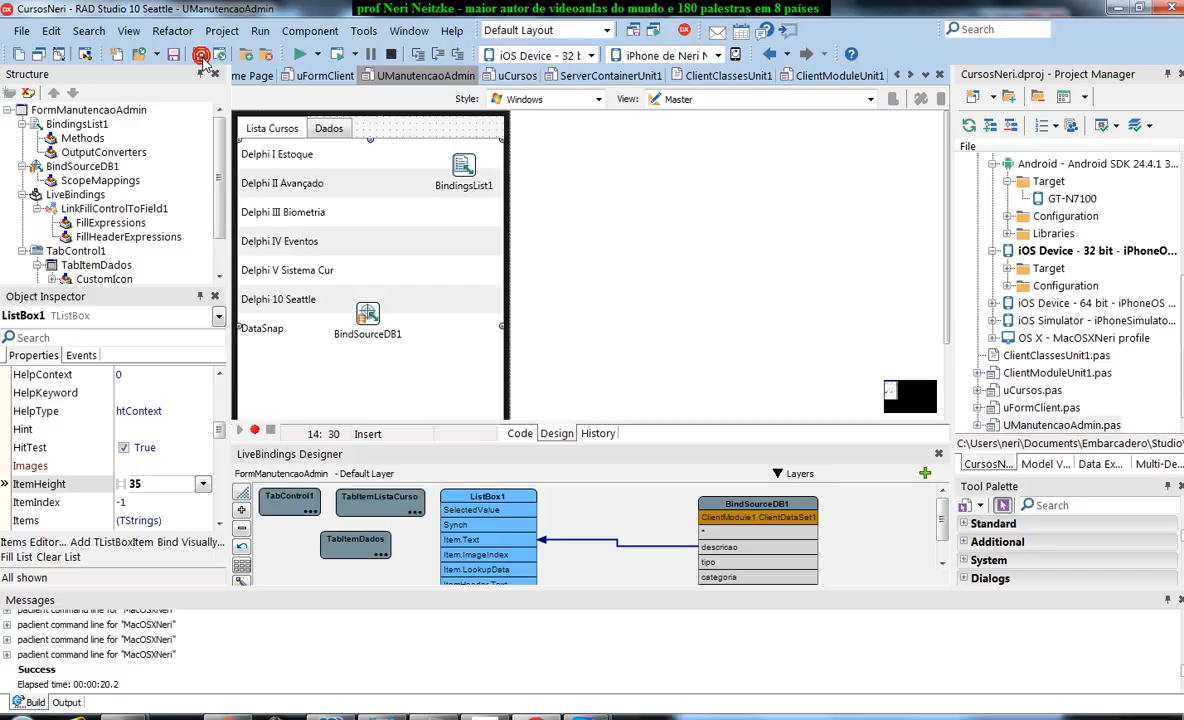 CursosNeri - RAD Studio 10 Seattle - UManutencaoAdmin
prof Neri Neitzke - maior autor de videoaulas do mundo e 180 palestras em 8 países
File Edit Search View Refactor Project Run Component Tools Window Help
Default Layout
Search
iOS Device - 32 b
iPhone de Neri N
Structure
me Page
uFormClient
UManutencaoAdmin
uCursos
ServerContainerUnit1
ClientClassesUnit1
ClientModuleUnit1
CursosNeri.dproj - Project Manager
Style:
Windows
View:
Master
FormManutencaoAdmin
BindingsList1
Methods
OutputConverters
BindSourceDB1
ScopeMappings
LiveBindings
LinkFillControlToField1
FillExpressions
FillHeaderExpressions
TabControl1
TabItemDados
CustomIcon
Lista Cursos
Dados
Delphi I Estoque
Delphi II Avançado
Delphi III Biometria
Delphi IV Eventos
Delphi V Sistema Cur
Delphi 10 Seattle
DataSnap
BindingsList1
BindSourceDB1
File
Android - Android SDK 24.4.1 3...
Target
GT-N7100
Configuration
Libraries
iOS Device - 32 bit - iPhoneO...
Target
Configuration
iOS Device - 64 bit - iPhoneOS ...
iOS Simulator - iPhoneSimulato...
OS X - MacOSXNeri profile
ClientClassesUnit1.pas
ClientModuleUnit1.pas
uCursos.pas
uFormClient.pas
UManutencaoAdmin.pas
C:\Users\neri\Documents\Embarcadero\Studio\
CursosN...
Model V...
Data Ex...
Multi-De...
Object Inspector
ListBox1 TListBox
Search
Properties
Events
HelpContext 0
HelpKeyword
HelpType htContext
Hint
HitTest True
Images
ItemHeight 35
ItemIndex -1
Items (TStrings)
Items Editor... Add TListBoxItem Bind Visually...
Fill List Clear List
All shown
14: 30
Insert
Code
Design
History
LiveBindings Designer
FormManutencaoAdmin - Default Layer
Layers
TabControl1
TabItemListaCurso
TabItemDados
ListBox1
SelectedValue
Synch
Item.Text
Item.ImageIndex
Item.LookupData
ItemHeader.Text
BindSourceDB1
ClientModule1.ClientDataSet1
*
descricao
tipo
categoria
Tool Palette
Search
Standard
Additional
System
Dialogs
Messages
paclient command line for "MacOSXNeri"
paclient command line for "MacOSXNeri"
paclient command line for "MacOSXNeri"
paclient command line for "MacOSXNeri"
Success
Elapsed time: 00:00:20.2
Build
Output